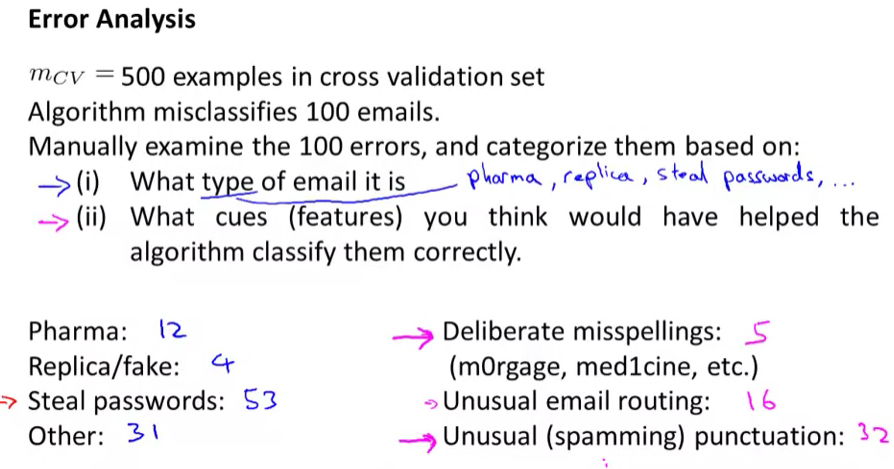 Error Analysis
m_CV = 500 examples in cross validation set
Algorithm misclassifies 100 emails.
Manually examine the 100 errors, and categorize them based on:
→ (i) What type of email it is pharma, replica, steal passwords, ...
→ (ii) What cues (features) you think would have helped the
algorithm classify them correctly.
Pharma: 12
Replica/fake: 4
→ Steal passwords: 53
Other: 31
→ Deliberate misspellings: 5
(m0rgage, med1cine, etc.)
→ Unusual email routing: 16
→ Unusual (spamming) punctuation: 32